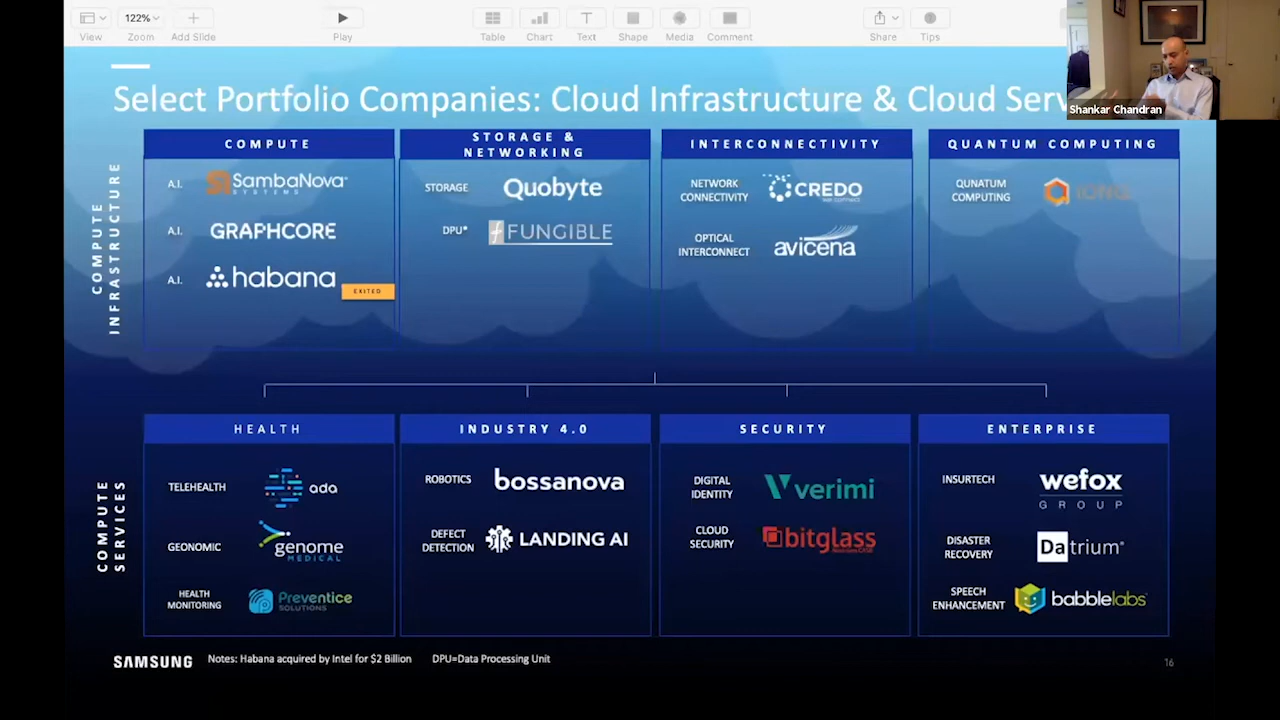 122%
View
Zoom
Add Slide
Play
Table
Chart
Text
Shape
Media
Comment
Share
Tips
Shankar Chandran
Select Portfolio Companies: Cloud Infrastructure & Cloud Serv
COMPUTE INFRASTRUCTURE
COMPUTE
A.I.
SambaNova
SYSTEMS
A.I.
GRAPHCORE
A.I.
habana
EXITED
STORAGE &
NETWORKING
STORAGE
Quobyte
DPU*
FUNGIBLE
INTERCONNECTIVITY
NETWORK
CONNECTIVITY
CREDO
OPTICAL
INTERCONNECT
avicena
QUANTUM COMPUTING
QUNATUM
COMPUTING
IONQ
COMPUTE
SERVICES
HEALTH
TELEHEALTH
ada
GEONOMIC
genome
MEDICAL
HEALTH
MONITORING
Preventice
SOLUTIONS
INDUSTRY 4.0
ROBOTICS
bossanova
DEFECT
DETECTION
LANDING AI
SECURITY
DIGITAL
IDENTITY
verimi
CLOUD
SECURITY
bitglass
ENTERPRISE
INSURTECH
wefox
GROUP
DISASTER
RECOVERY
Datrium
SPEECH
ENHANCEMENT
babblelabs
SAMSUNG
Notes: Habana acquired by Intel for $2 Billion DPU=Data Processing Unit
16